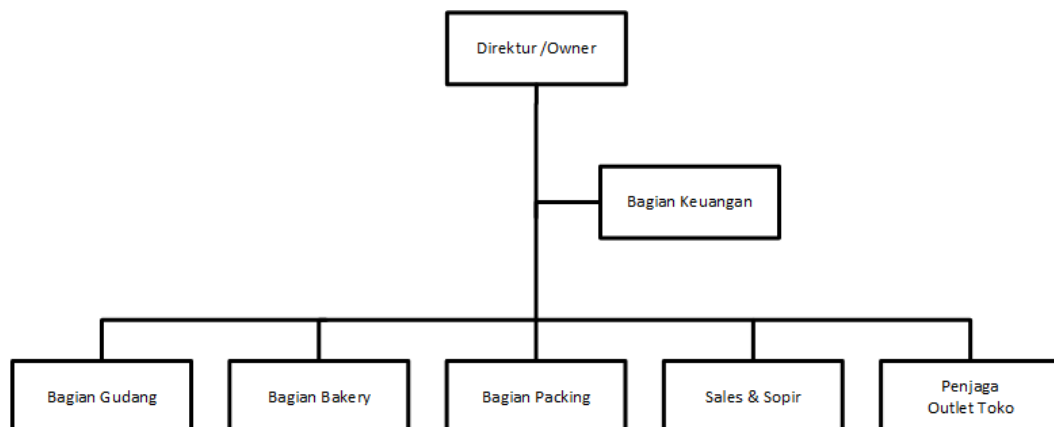 Direktur /Owner
Bagian Keuangan
Bagian Gudang
Bagian Bakery
Bagian Packing
Sales & Sopir
Penjaga
Outlet Toko